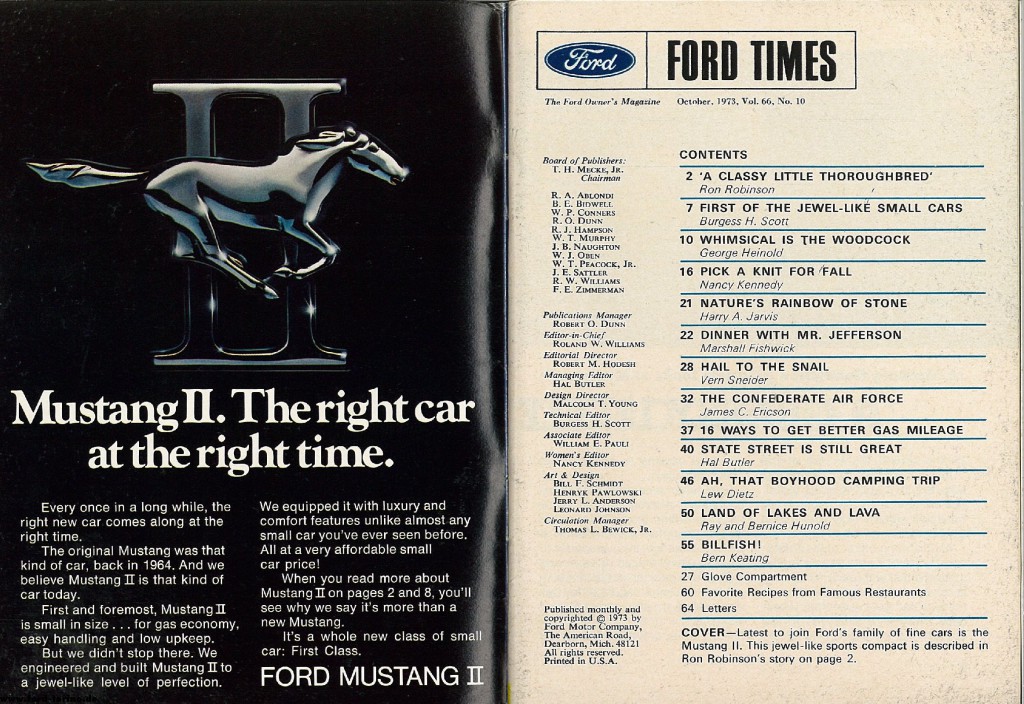 Mustang II. The right car
at the right time.
Every once in a long while, the
right new car comes along at the
right time.
The original Mustang was that
kind of car, back in 1964. And we
believe Mustang II is that kind of
car today.
First and foremost, Mustang II
is small in size . . . for gas economy,
easy handling and low upkeep.
But we didn't stop there. We
engineered and built Mustang II to
a jewel-like level of perfection.
We equipped it with luxury and
comfort features unlike almost any
small car you've ever seen before.
All at a very affordable small
car price!
When you read more about
Mustang II on pages 2 and 8, you'll
see why we say it's more than a
new Mustang.
It's a whole new class of small
car: First Class.
FORD MUSTANG II
Ford
FORD TIMES
The Ford Owner's Magazine October, 1973, Vol. 66, No. 10
Board of Publishers:
T. H. MECKE, JR.
Chairman
R. A. ABLONDI
B. E. BIDWELL
W. P. CONNERS
R. O. DUNN
R. J. HAMPSON
W. T. MURPHY
J. B. NAUGHTON
W. J. OBEN
W. T. PEACOCK, JR.
J. E. SATTLER
R. W. WILLIAMS
F. E. ZIMMERMAN
Publications Manager
ROBERT O. DUNN
Editor-in-Chief
ROLAND W. WILLIAMS
Editorial Director
ROBERT M. HODESH
Managing Editor
HAL BUTLER
Design Director
MALCOLM T. YOUNG
Technical Editor
BURGESS H. SCOTT
Associate Editor
WILLIAM E. PAULI
Women's Editor
NANCY KENNEDY
Art & Design
BILL F. SCHMIDT
HENRYK PAWLOWSKI
JERRY L. ANDERSON
LEONARD JOHNSON
Circulation Manager
THOMAS L. BEWICK, JR.
Published monthly and
copyrighted © 1973 by
Ford Motor Company,
The American Road,
Dearborn, Mich. 48121
All rights reserved.
Printed in U.S.A.
CONTENTS
2 'A CLASSY LITTLE THOROUGHBRED'
Ron Robinson
7 FIRST OF THE JEWEL-LIKE SMALL CARS
Burgess H. Scott
10 WHIMSICAL IS THE WOODCOCK
George Heinold
16 PICK A KNIT FOR FALL
Nancy Kennedy
21 NATURE'S RAINBOW OF STONE
Harry A. Jarvis
22 DINNER WITH MR. JEFFERSON
Marshall Fishwick
28 HAIL TO THE SNAIL
Vern Sneider
32 THE CONFEDERATE AIR FORCE
James C. Ericson
37 16 WAYS TO GET BETTER GAS MILEAGE
40 STATE STREET IS STILL GREAT
Hal Butler
46 AH, THAT BOYHOOD CAMPING TRIP
Lew Dietz
50 LAND OF LAKES AND LAVA
Ray and Bernice Hunold
55 BILLFISH!
Bern Keating
27 Glove Compartment
60 Favorite Recipes from Famous Restaurants
64 Letters
COVER—Latest to join Ford's family of fine cars is the
Mustang II. This jewel-like sports compact is described in
Ron Robinson's story on page 2.